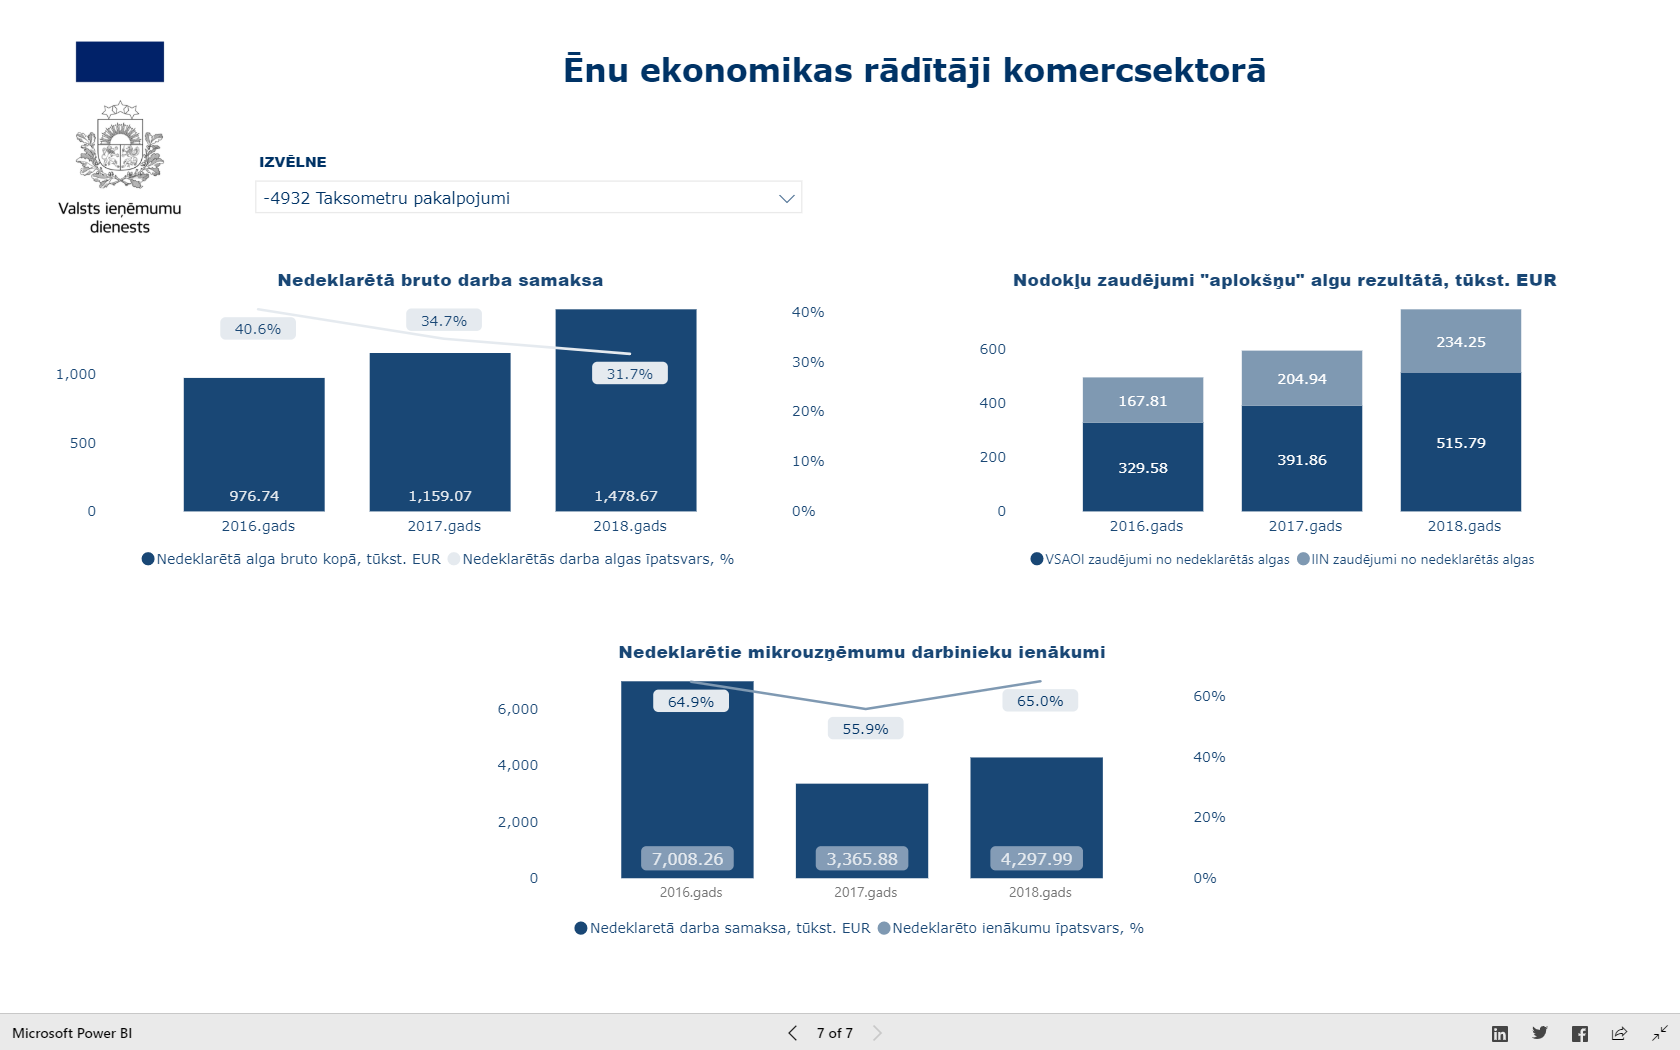 Ēnu ekonomikas rādītāji komercsektorā
Valsts ieņēmumu
dienests
IZVĒLNE
-4932 Taksometru pakalpojumi
Nedeklarētā bruto darba samaksa
40.6%
34.7%
31.7%
1,000
500
0
40%
30%
20%
10%
0%
976.74
1,159.07
1,478.67
2016.gads
2017.gads
2018.gads
Nedeklarētā alga bruto kopā, tūkst. EUR
Nedeklarētās darba algas īpatsvars, %
Nodokļu zaudējumi "aplokšņu" algu rezultātā, tūkst. EUR
600
400
200
0
167.81
204.94
234.25
329.58
391.86
515.79
2016.gads
2017.gads
2018.gads
VSAOI zaudējumi no nedeklarētās algas
IIN zaudējumi no nedeklarētās algas
Nedeklarētie mikrouzņēmumu darbinieku ienākumi
64.9%
55.9%
65.0%
6,000
4,000
2,000
0
60%
40%
20%
0%
7,008.26
3,365.88
4,297.99
2016.gads
2017.gads
2018.gads
Nedeklaretā darba samaksa, tūkst. EUR
Nedeklarēto ienākumu īpatsvars, %
Microsoft Power BI
7 of 7